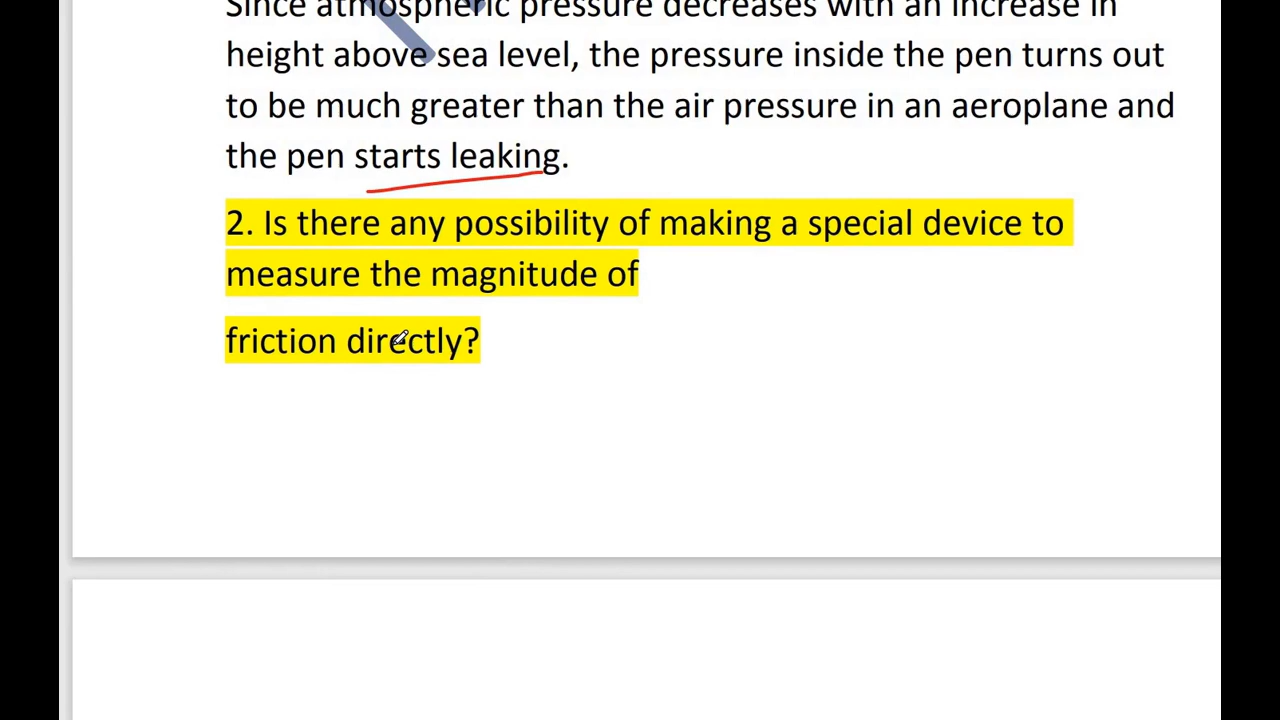 Since atmospheric pressure decreases with an increase in
height above sea level, the pressure inside the pen turns out
to be much greater than the air pressure in an aeroplane and
the pen starts leaking.
2. Is there any possibility of making a special device to
measure the magnitude of
friction directly?